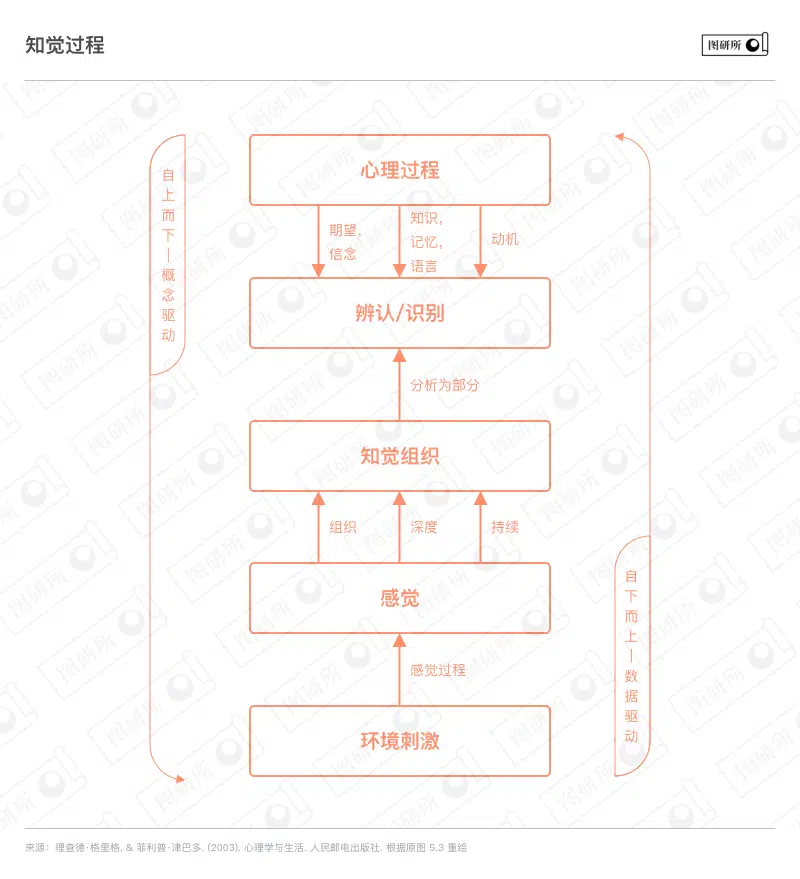 知觉过程
图研所
心理过程
期望，
信念
知识，
记忆，
语言
动机
辨认/识别
分析为部分
知觉组织
组织
深度
持续
感觉
感觉过程
环境刺激
自上而下—概念驱动
自下而上—数据驱动
来源：理查德·格里格, & 菲利普·津巴多. (2003). 心理学与生活. 人民邮电出版社. 根据原图 5.3 重绘